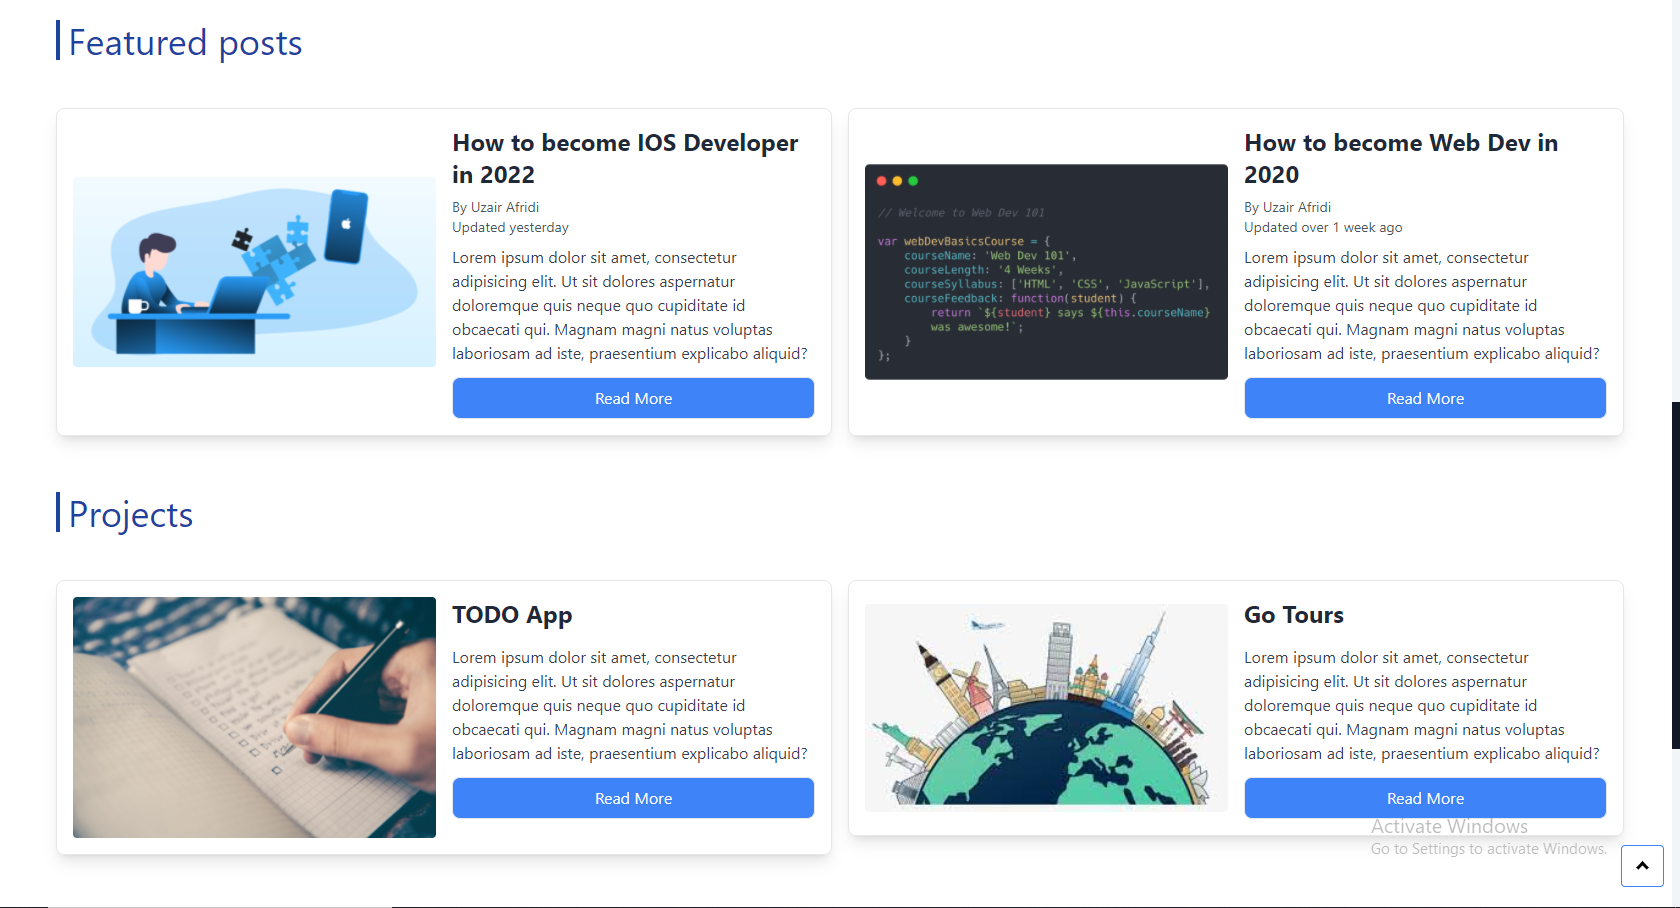 Featured posts
How to become IOS Developer
in 2022
By Uzair Afridi
Updated yesterday
Lorem ipsum dolor sit amet, consectetur
adipisicing elit. Ut sit dolores aspernatur
doloremque quis neque quo cupiditate id
obcaecati qui. Magnam magni natus voluptas
laboriosam ad iste, praesentium explicabo aliquid?
Read More
// Welcome to Web Dev 101
var webDevBasicsCourse = {
courseName: 'Web Dev 101',
courseLength: '4 Weeks',
courseSyllabus: ['HTML', 'CSS', 'JavaScript'],
courseFeedback: function(student) {
return `${student} says ${this.courseName}
was awesome!`;
}
};
How to become Web Dev in
2020
By Uzair Afridi
Updated over 1 week ago
Lorem ipsum dolor sit amet, consectetur
adipisicing elit. Ut sit dolores aspernatur
doloremque quis neque quo cupiditate id
obcaecati qui. Magnam magni natus voluptas
laboriosam ad iste, praesentium explicabo aliquid?
Read More
Projects
TODO App
Lorem ipsum dolor sit amet, consectetur
adipisicing elit. Ut sit dolores aspernatur
doloremque quis neque quo cupiditate id
obcaecati qui. Magnam magni natus voluptas
laboriosam ad iste, praesentium explicabo aliquid?
Read More
Go Tours
Lorem ipsum dolor sit amet, consectetur
adipisicing elit. Ut sit dolores aspernatur
doloremque quis neque quo cupiditate id
obcaecati qui. Magnam magni natus voluptas
laboriosam ad iste, praesentium explicabo aliquid?
Read More
Activate Windows
Go to Settings to activate Windows.